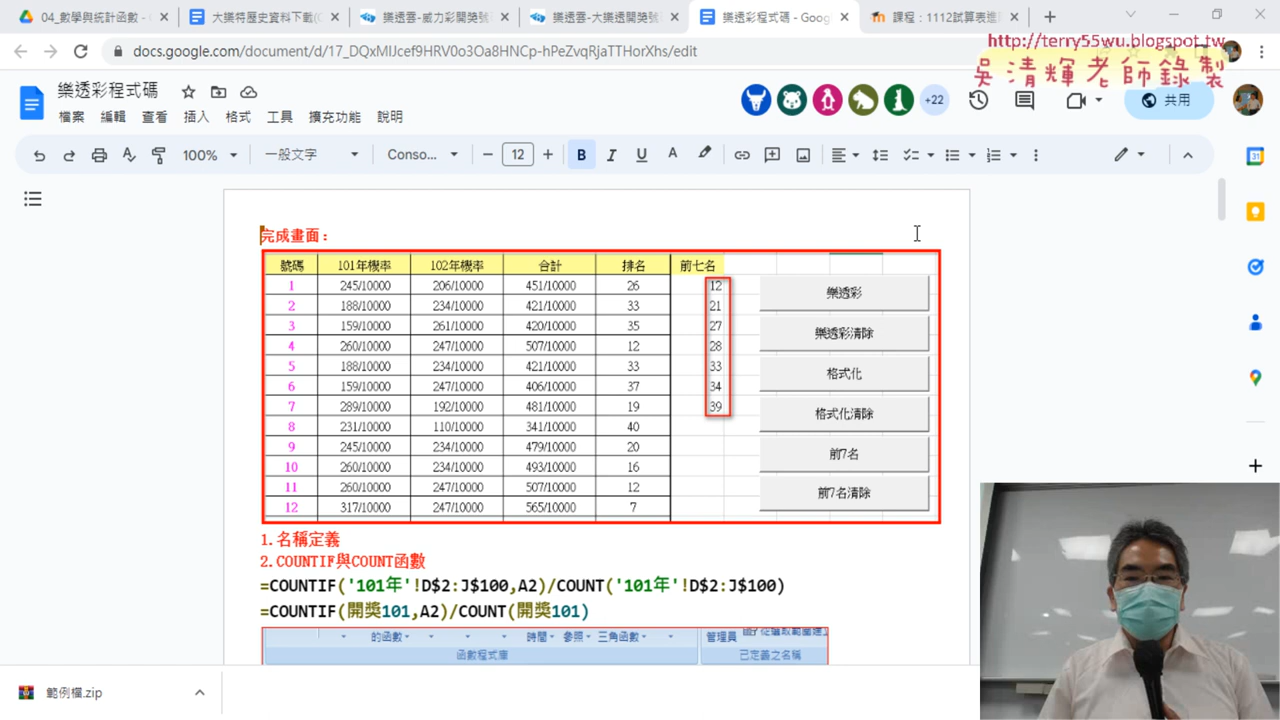 04_數學與統計函數 -
大樂特歷史資料下載(
樂透雲-威力彩開獎號
樂透雲-大樂透開獎號
樂透彩程式碼 - Goog
課程：1112試算表進
docs.google.com/document/d/17_DQxMIJcef9HRV0o3Oa8HNCp-hPeZvqRjaTTHorXhs/edit
http://terry55wu.blogspot.tw
吳清輝老師錄製
樂透彩程式碼
檔案 編輯 查看 插入 格式 工具 擴充功能 說明
+22
共用
100% 一般文字 Conso... 12 B I U A
完成畫面：
號碼 101年機率 102年機率 合計 排名 前七名
1 245/10000 206/10000 451/10000 26 12
2 188/10000 234/10000 421/10000 33 21
3 159/10000 261/10000 420/10000 35 27
4 260/10000 247/10000 507/10000 12 28
5 188/10000 234/10000 421/10000 33 33
6 159/10000 247/10000 406/10000 37 34
7 289/10000 192/10000 481/10000 19 39
8 231/10000 110/10000 341/10000 40
9 245/10000 234/10000 479/10000 20
10 260/10000 234/10000 493/10000 16
11 260/10000 247/10000 507/10000 12
12 317/10000 247/10000 565/10000 7
樂透彩
樂透彩清除
格式化
格式化清除
前7名
前7名清除
1.名稱定義
2.COUNTIF與COUNT函數
=COUNTIF('101年'!D$2:J$100,A2)/COUNT('101年'!D$2:J$100)
=COUNTIF(開獎101,A2)/COUNT(開獎101)
的函數 時間 參照 三角函數 管理員
函數程式庫 已定義之名稱
範例檔.zip